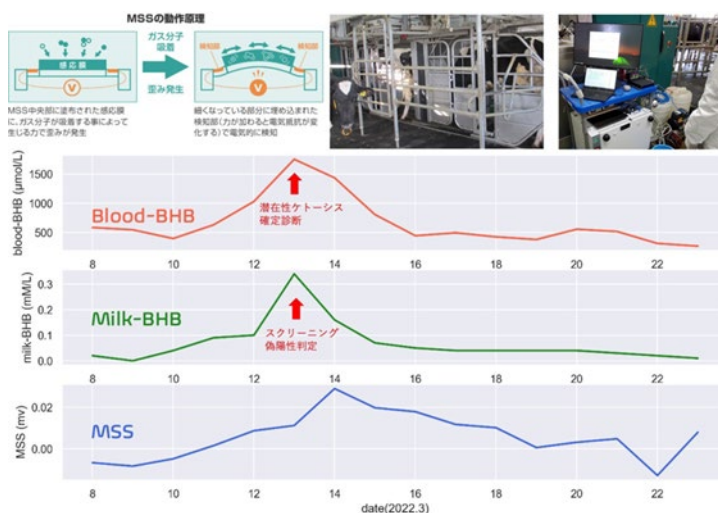 MSSの動作原理
ガス分子
吸着
感応膜
V
歪み発生
検知部
検知部
V
MSS中央部に塗布された感応膜
に、ガス分子が吸着する事によって
生じる力で歪みが発生
細くなっている部分に埋め込まれた
検知部(力が加わると電気抵抗が変
化する)で電気的に検知
blood-BHB (μmol/L)
1500
1000
500
Blood-BHB
潜在性ケトーシス
確定診断
8 10 12 14 16 18 20 22
milk-BHB (mM/L)
0.3
0.2
0.1
0.0
Milk-BHB
スクリーニング
偽陽性判定
8 10 12 14 16 18 20 22
MSS (mv)
0.02
0.00
MSS
8 10 12 14 16 18 20 22
date(2022.3)